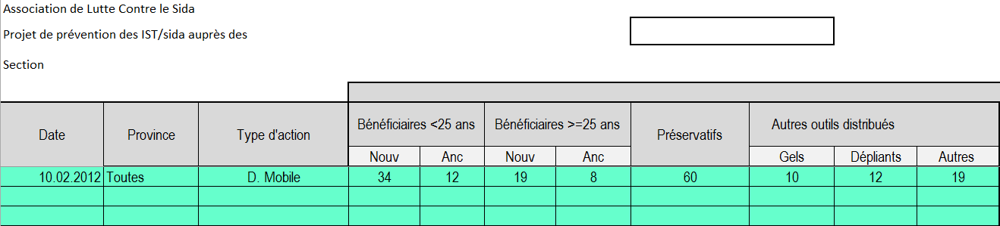 Association de Lutte Contre le Sida
Projet de prévention des IST/sida auprès des
Section
Date Province Type d'action Bénéficiaires <25 ans Bénéficiaires >=25 ans Préservatifs Autres outils distribués
Nouv Anc Nouv Anc Gels Dépliants Autres
10.02.2012 Toutes D. Mobile 34 12 19 8 60 10 12 19